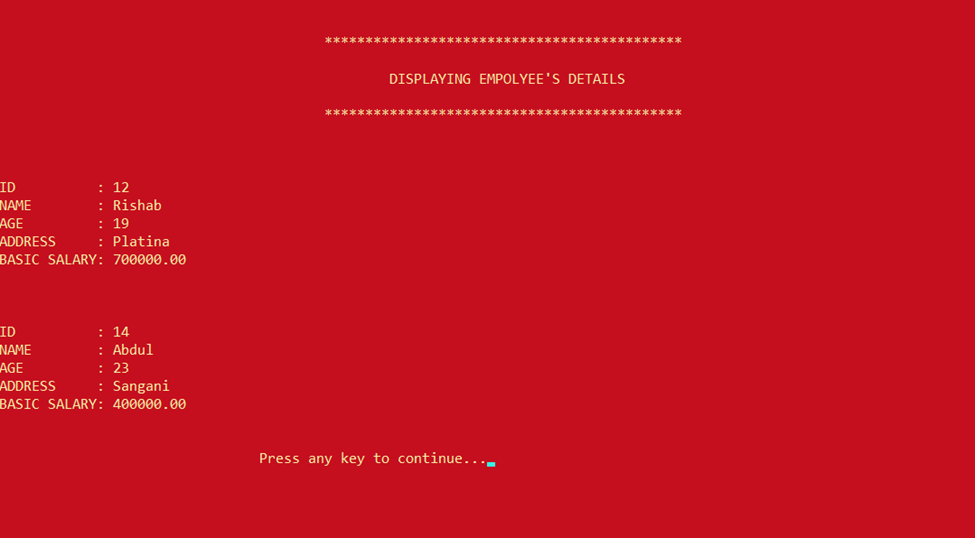 ********************************************
DISPLAYING EMPOLYEE'S DETAILS
********************************************
ID          : 12
NAME        : Rishab
AGE         : 19
ADDRESS     : Platina
BASIC SALARY: 700000.00
ID          : 14
NAME        : Abdul
AGE         : 23
ADDRESS     : Sangani
BASIC SALARY: 400000.00
Press any key to continue...